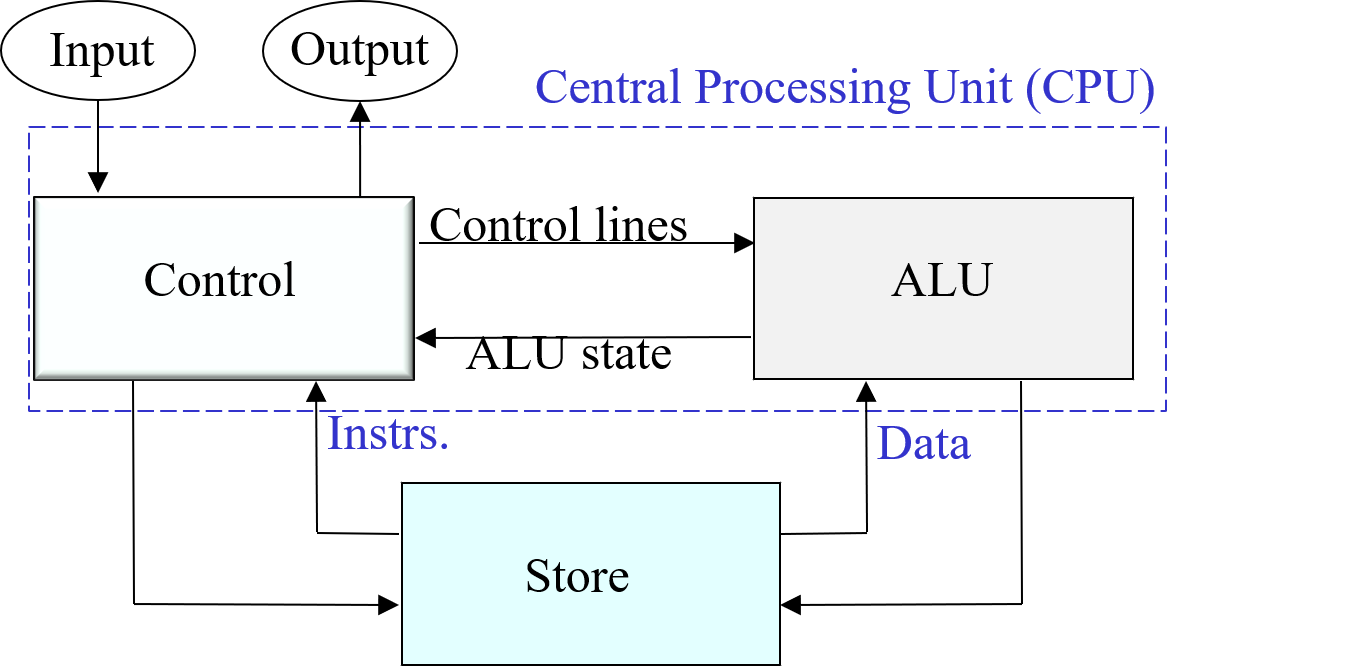 Input
Output
Central Processing Unit (CPU)
Control lines
Control
ALU
ALU state
Instrs.
Data
Store